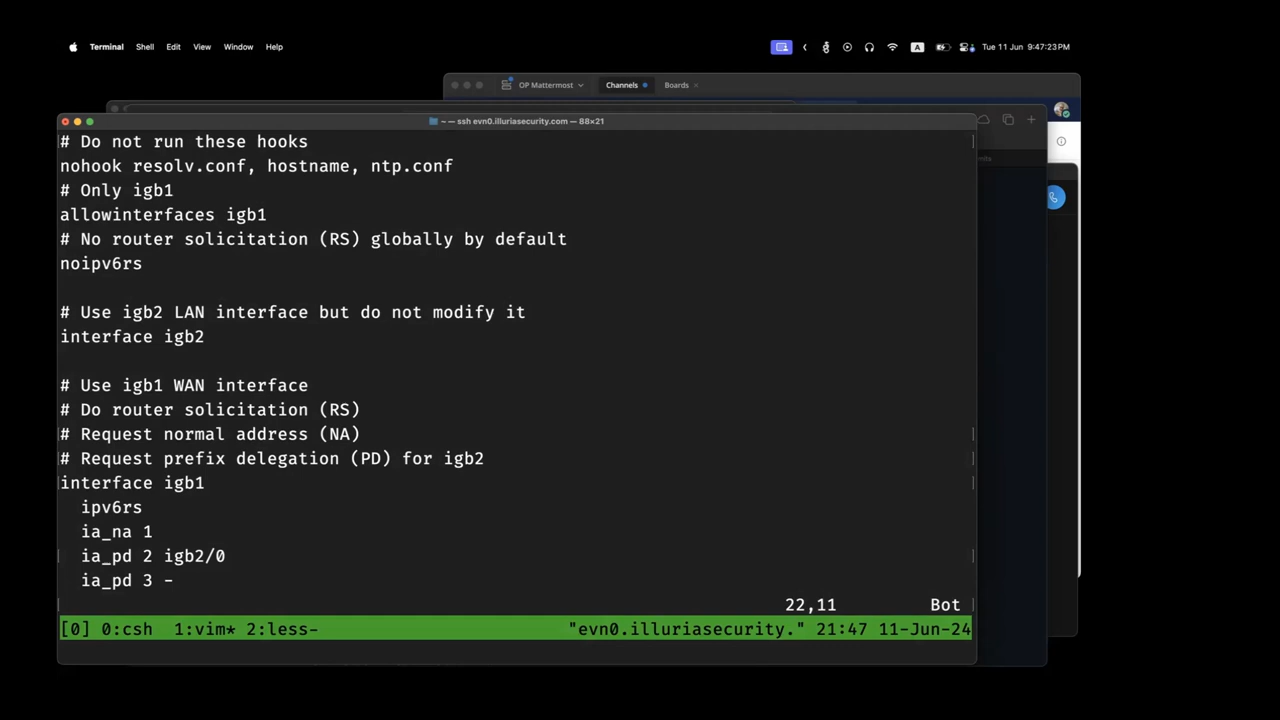 Terminal Shell Edit View Window Help
A
Tue 11 Jun 9:47:23 PM
OP Mattermost
Channels
Boards
~ — ssh evn0.illuriasecurity.com — 88×21
# Do not run these hooks
nohook resolv.conf, hostname, ntp.conf
# Only igb1
allowinterfaces igb1
# No router solicitation (RS) globally by default
noipv6rs
# Use igb2 LAN interface but do not modify it
interface igb2
# Use igb1 WAN interface
# Do router solicitation (RS)
# Request normal address (NA)
# Request prefix delegation (PD) for igb2
interface igb1
  ipv6rs
  ia_na 1
  ia_pd 2 igb2/0
  ia_pd 3 -
22,11 Bot
[0] 0:csh 1:vim* 2:less- "evn0.illuriasecurity." 21:47 11-Jun-24